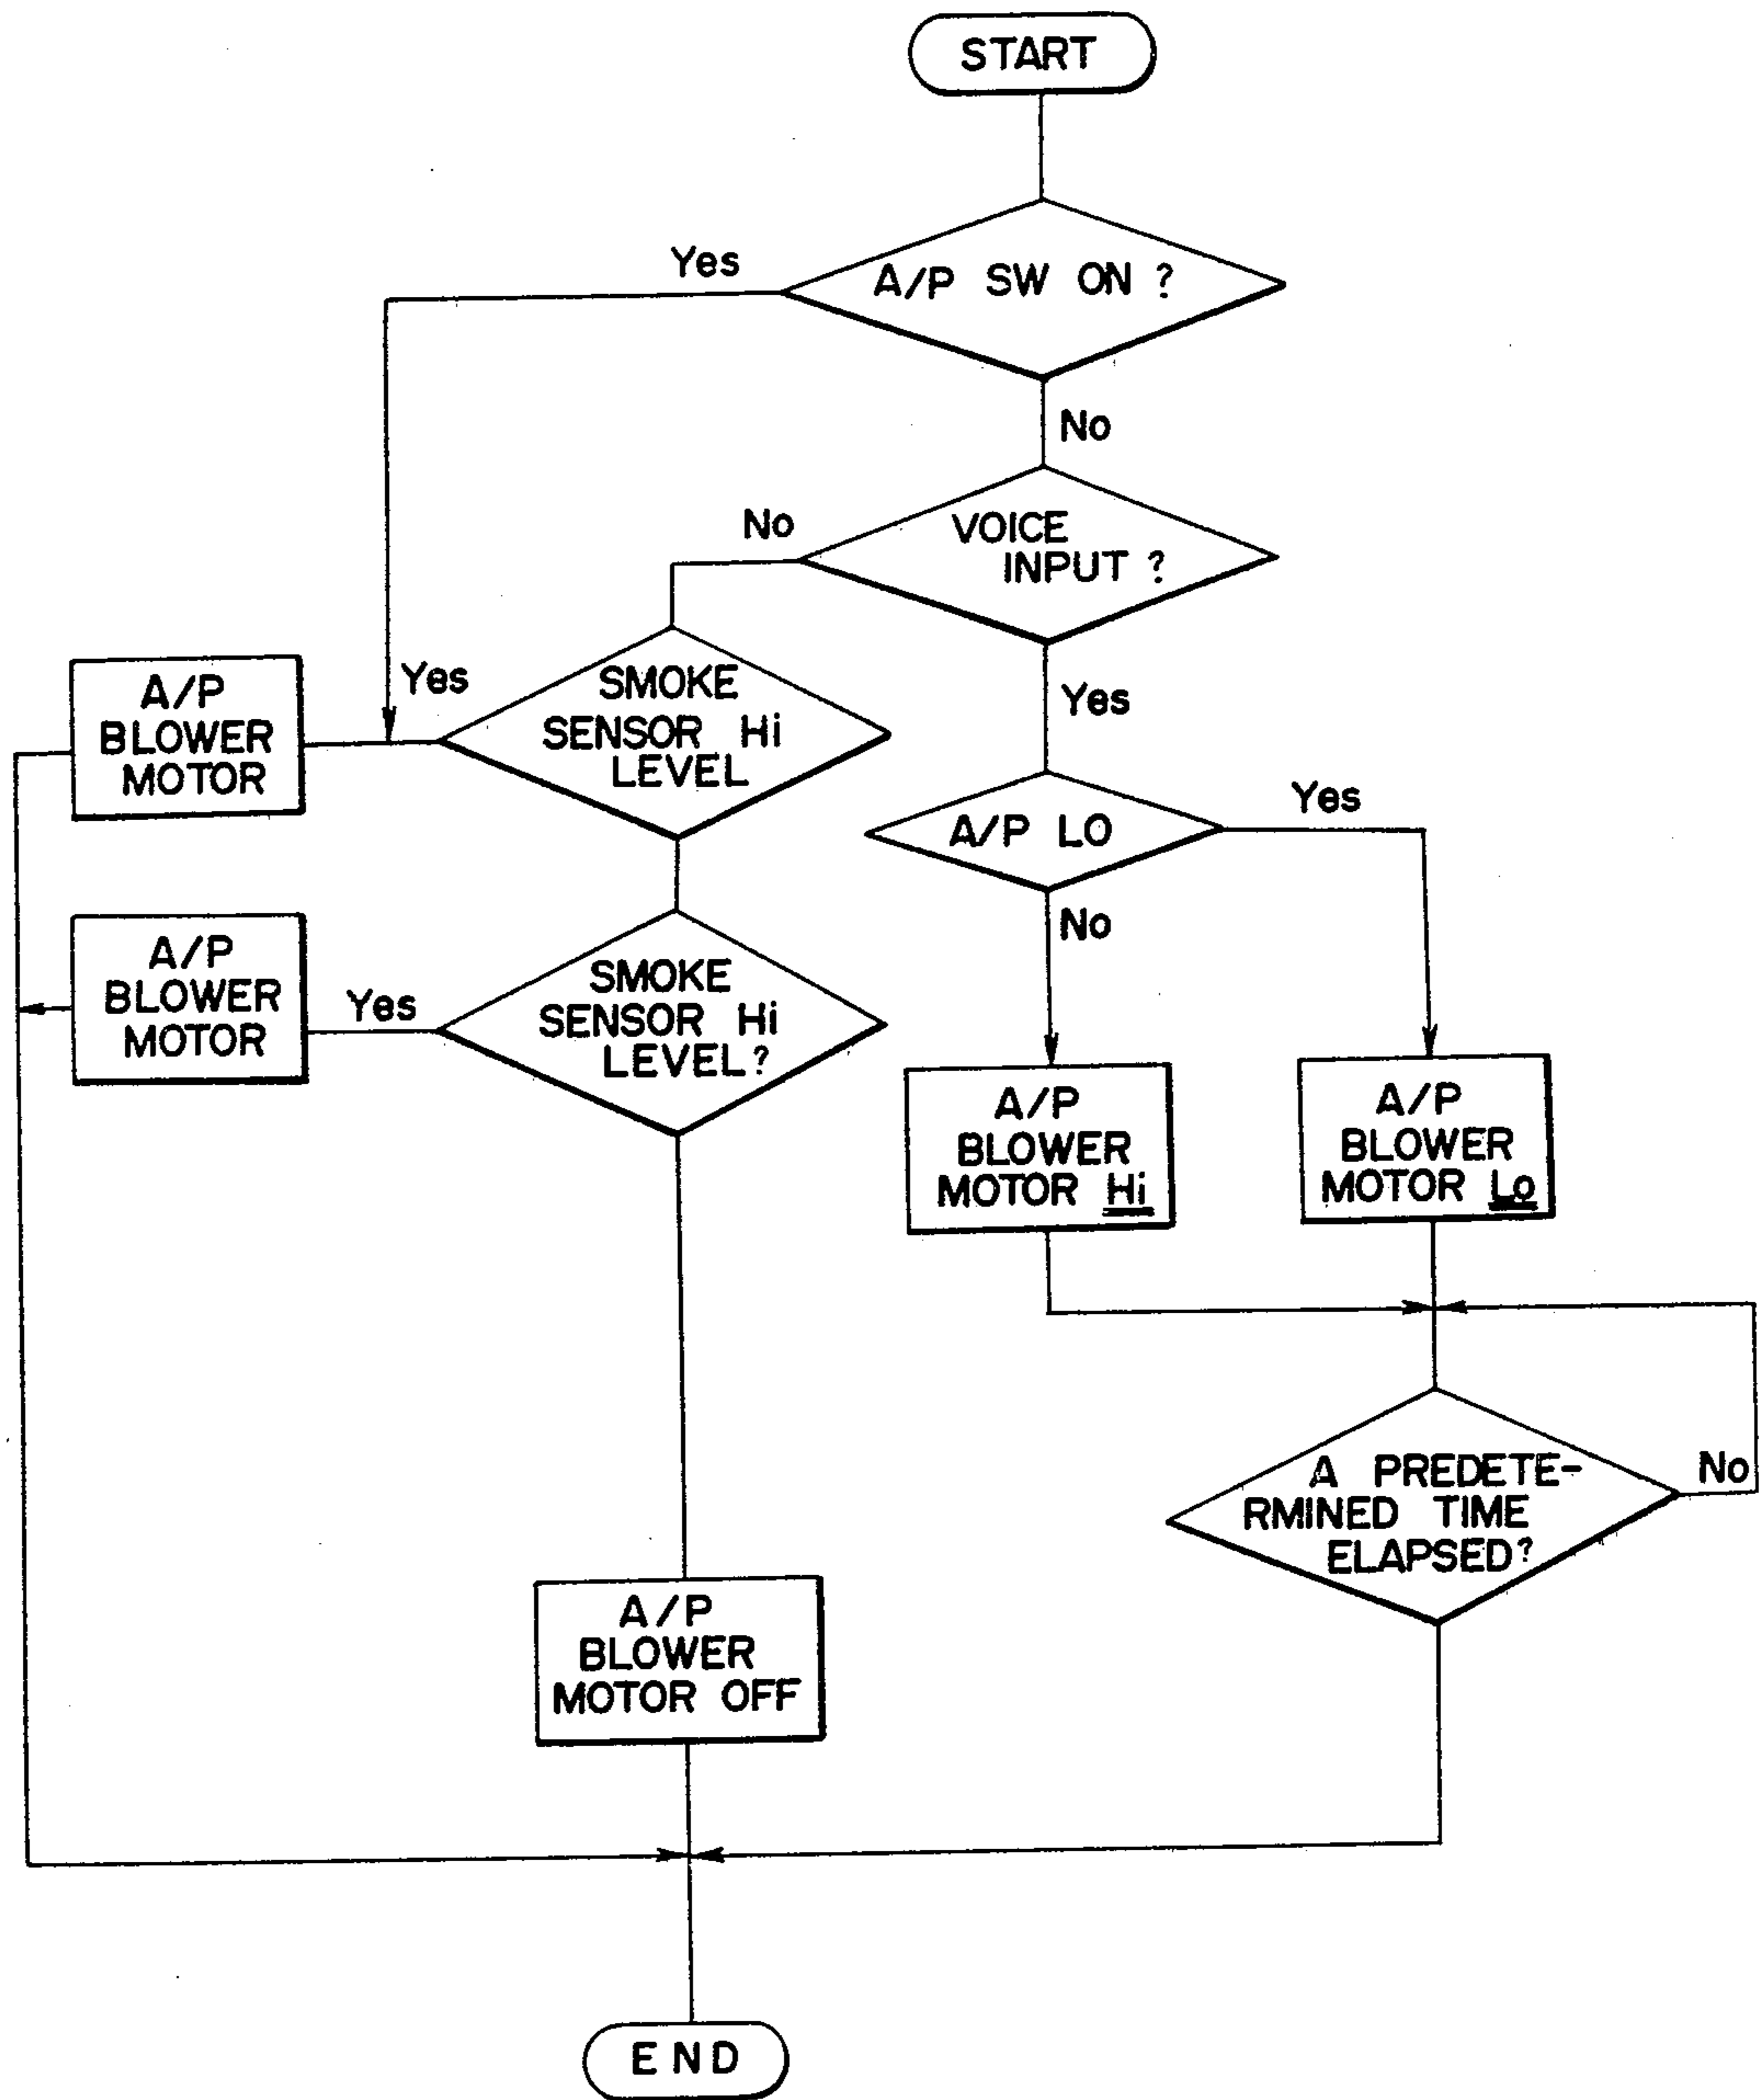 START
A/P SW ON ?
Yes
No
VOICE
INPUT ?
No
Yes
SMOKE
SENSOR Hi
LEVEL
Yes
A/P
BLOWER
MOTOR
A/P LO
Yes
No
SMOKE
SENSOR Hi
LEVEL?
Yes
A/P
BLOWER
MOTOR
A/P
BLOWER
MOTOR Hi
A/P
BLOWER
MOTOR Lo
A PREDETE-
RMINED TIME
ELAPSED?
No
A/P
BLOWER
MOTOR OFF
END